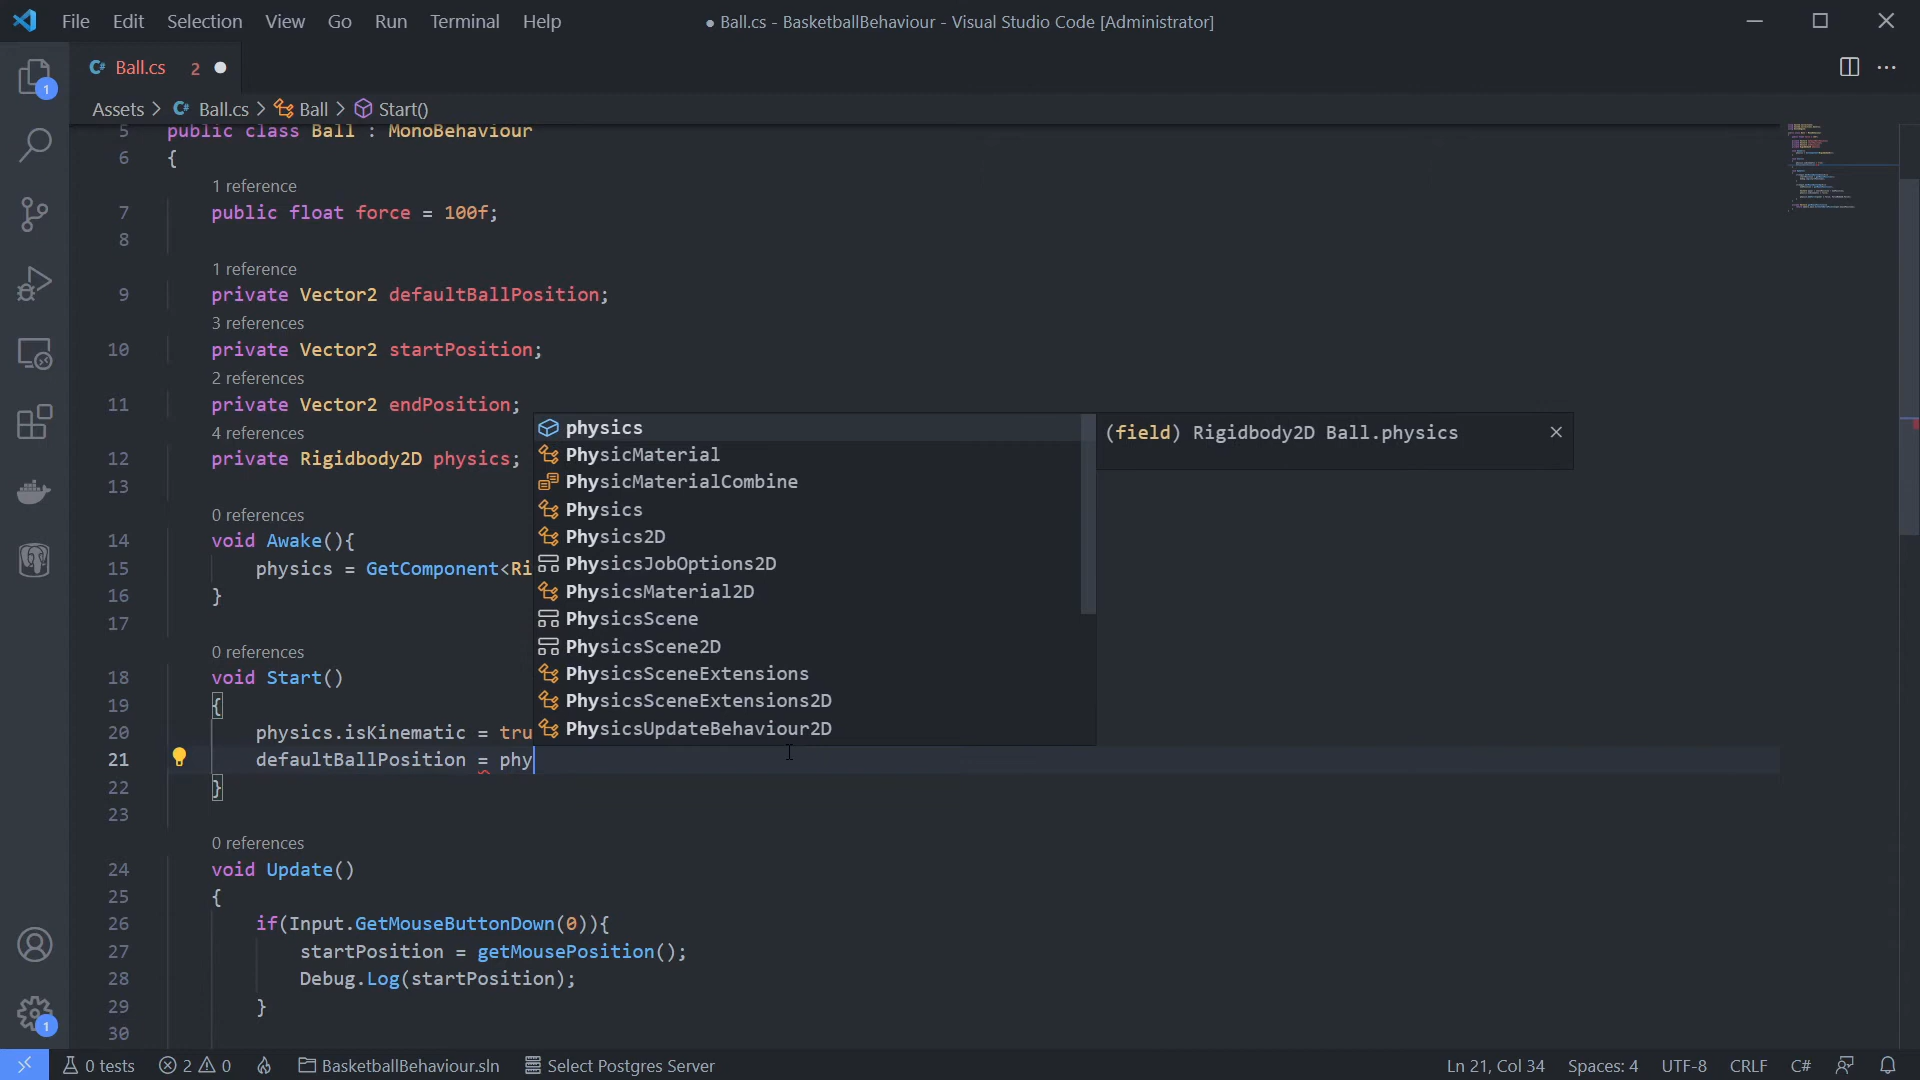 File Edit Selection View Go Run Terminal Help
● Ball.cs - BasketballBehaviour - Visual Studio Code [Administrator]
1
C# Ball.cs 2 ●
Assets > C# Ball.cs > Ball > Start()
5 public class Ball : MonoBehaviour
6 {
1 reference
7 public float force = 100f;
8
1 reference
9 private Vector2 defaultBallPosition;
3 references
10 private Vector2 startPosition;
2 references
11 private Vector2 endPosition;
4 references
12 private Rigidbody2D physics;
13
0 references
14 void Awake(){
15 physics = GetComponent<Ri
16 }
17
0 references
18 void Start()
19 {
20 physics.isKinematic = tru
21 defaultBallPosition = phy
22 }
23
0 references
24 void Update()
25 {
26 if(Input.GetMouseButtonDown(0)){
27 startPosition = getMousePosition();
28 Debug.Log(startPosition);
29 }
30
physics
PhysicMaterial
PhysicMaterialCombine
Physics
Physics2D
PhysicsJobOptions2D
PhysicsMaterial2D
PhysicsScene
PhysicsScene2D
PhysicsSceneExtensions
PhysicsSceneExtensions2D
PhysicsUpdateBehaviour2D
(field) Rigidbody2D Ball.physics
1
0 tests 2 0 BasketballBehaviour.sln Select Postgres Server Ln 21, Col 34 Spaces: 4 UTF-8 CRLF C#